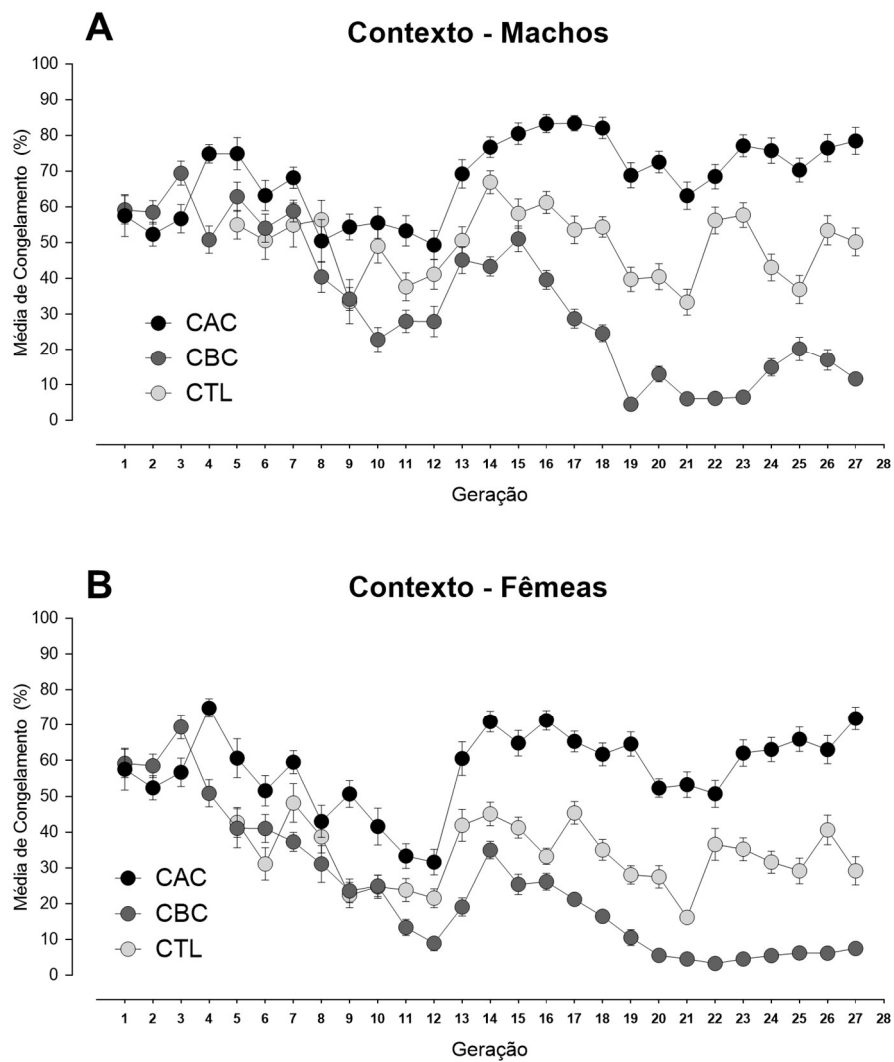 A
Contexto - Machos
Média de Congelamento (%)
100
90
80
70
60
50
40
30
20
10
0
CAC
CBC
CTL
1 2 3 4 5 6 7 8 9 10 11 12 13 14 15 16 17 18 19 20 21 22 23 24 25 26 27 28
Geração
B
Contexto - Fêmeas
Média de Congelamento (%)
100
90
80
70
60
50
40
30
20
10
0
CAC
CBC
CTL
1 2 3 4 5 6 7 8 9 10 11 12 13 14 15 16 17 18 19 20 21 22 23 24 25 26 27 28
Geração